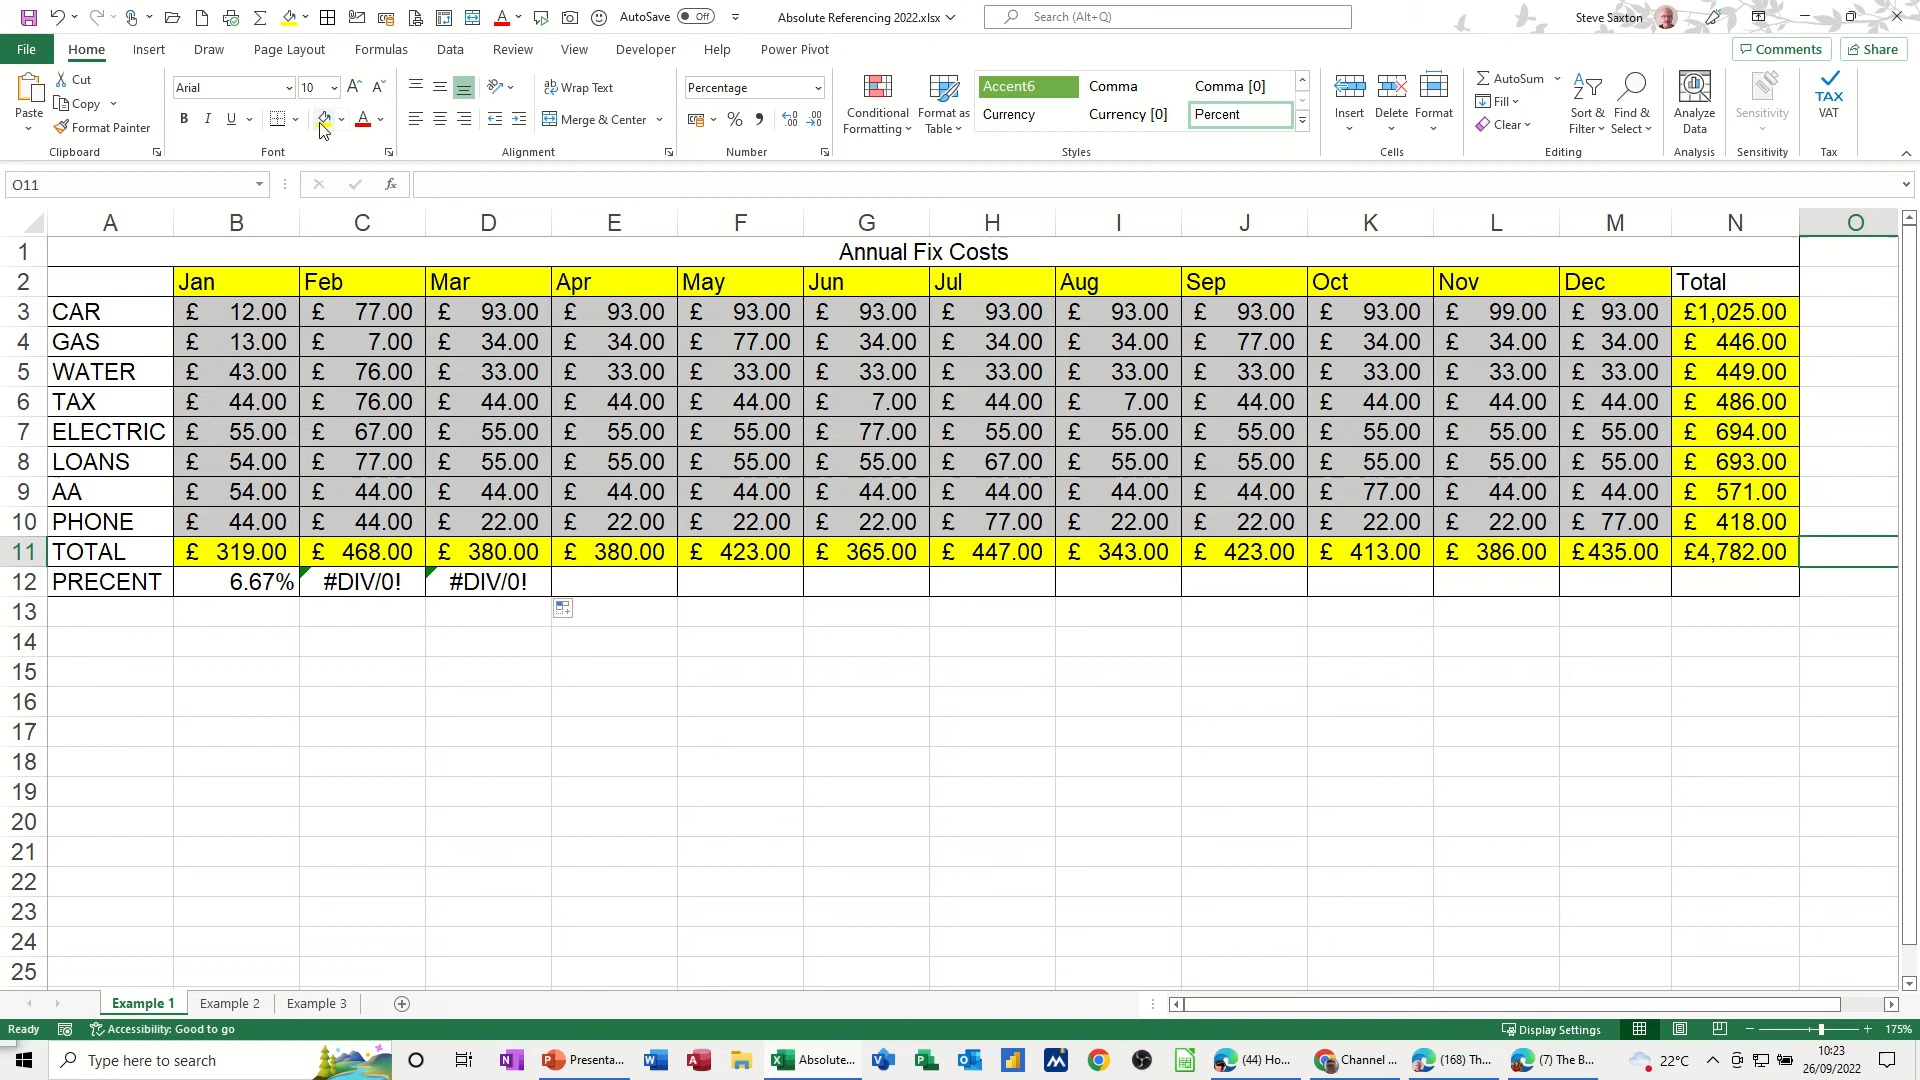 AutoSave Off Absolute Referencing 2022.xlsx Search (Alt+Q) Steve Saxton
File Home Insert Draw Page Layout Formulas Data Review View Developer Help Power Pivot Comments Share
Paste Cut Copy Format Painter
Arial 10
Wrap Text
Merge & Center
Percentage
Conditional Formatting Format as Table
Accent6 Comma Comma [0]
Currency Currency [0] Percent
Insert Delete Format
AutoSum Fill Clear
Sort & Filter Find & Select
Analyze Data Sensitivity TAX VAT
Clipboard Font Alignment Number Styles Cells Editing Analysis Sensitivity Tax
O11 fx
A B C D E F G H I J K L M N O
1 Annual Fix Costs
2 Jan Feb Mar Apr May Jun Jul Aug Sep Oct Nov Dec Total
3 CAR £ 12.00 £ 77.00 £ 93.00 £ 93.00 £ 93.00 £ 93.00 £ 93.00 £ 93.00 £ 93.00 £ 93.00 £ 99.00 £ 93.00 £1,025.00
4 GAS £ 13.00 £ 7.00 £ 34.00 £ 34.00 £ 77.00 £ 34.00 £ 34.00 £ 34.00 £ 77.00 £ 34.00 £ 34.00 £ 34.00 £ 446.00
5 WATER £ 43.00 £ 76.00 £ 33.00 £ 33.00 £ 33.00 £ 33.00 £ 33.00 £ 33.00 £ 33.00 £ 33.00 £ 33.00 £ 33.00 £ 449.00
6 TAX £ 44.00 £ 76.00 £ 44.00 £ 44.00 £ 44.00 £ 7.00 £ 44.00 £ 7.00 £ 44.00 £ 44.00 £ 44.00 £ 44.00 £ 486.00
7 ELECTRIC £ 55.00 £ 67.00 £ 55.00 £ 55.00 £ 55.00 £ 77.00 £ 55.00 £ 55.00 £ 55.00 £ 55.00 £ 55.00 £ 55.00 £ 694.00
8 LOANS £ 54.00 £ 77.00 £ 55.00 £ 55.00 £ 55.00 £ 55.00 £ 67.00 £ 55.00 £ 55.00 £ 55.00 £ 55.00 £ 55.00 £ 693.00
9 AA £ 54.00 £ 44.00 £ 44.00 £ 44.00 £ 44.00 £ 44.00 £ 44.00 £ 44.00 £ 44.00 £ 77.00 £ 44.00 £ 44.00 £ 571.00
10 PHONE £ 44.00 £ 44.00 £ 22.00 £ 22.00 £ 22.00 £ 22.00 £ 77.00 £ 22.00 £ 22.00 £ 22.00 £ 22.00 £ 77.00 £ 418.00
11 TOTAL £ 319.00 £ 468.00 £ 380.00 £ 380.00 £ 423.00 £ 365.00 £ 447.00 £ 343.00 £ 423.00 £ 413.00 £ 386.00 £435.00 £4,782.00
12 PRECENT 6.67% #DIV/0! #DIV/0!
13
14
15
16
17
18
19
20
21
22
23
24
25
Example 1 Example 2 Example 3
Ready Accessibility: Good to go Display Settings 175%
Type here to search Presenta... Absolute... (44) Ho... Channel ... (168) Th... (7) The B... 22°C 10:23
26/09/2022